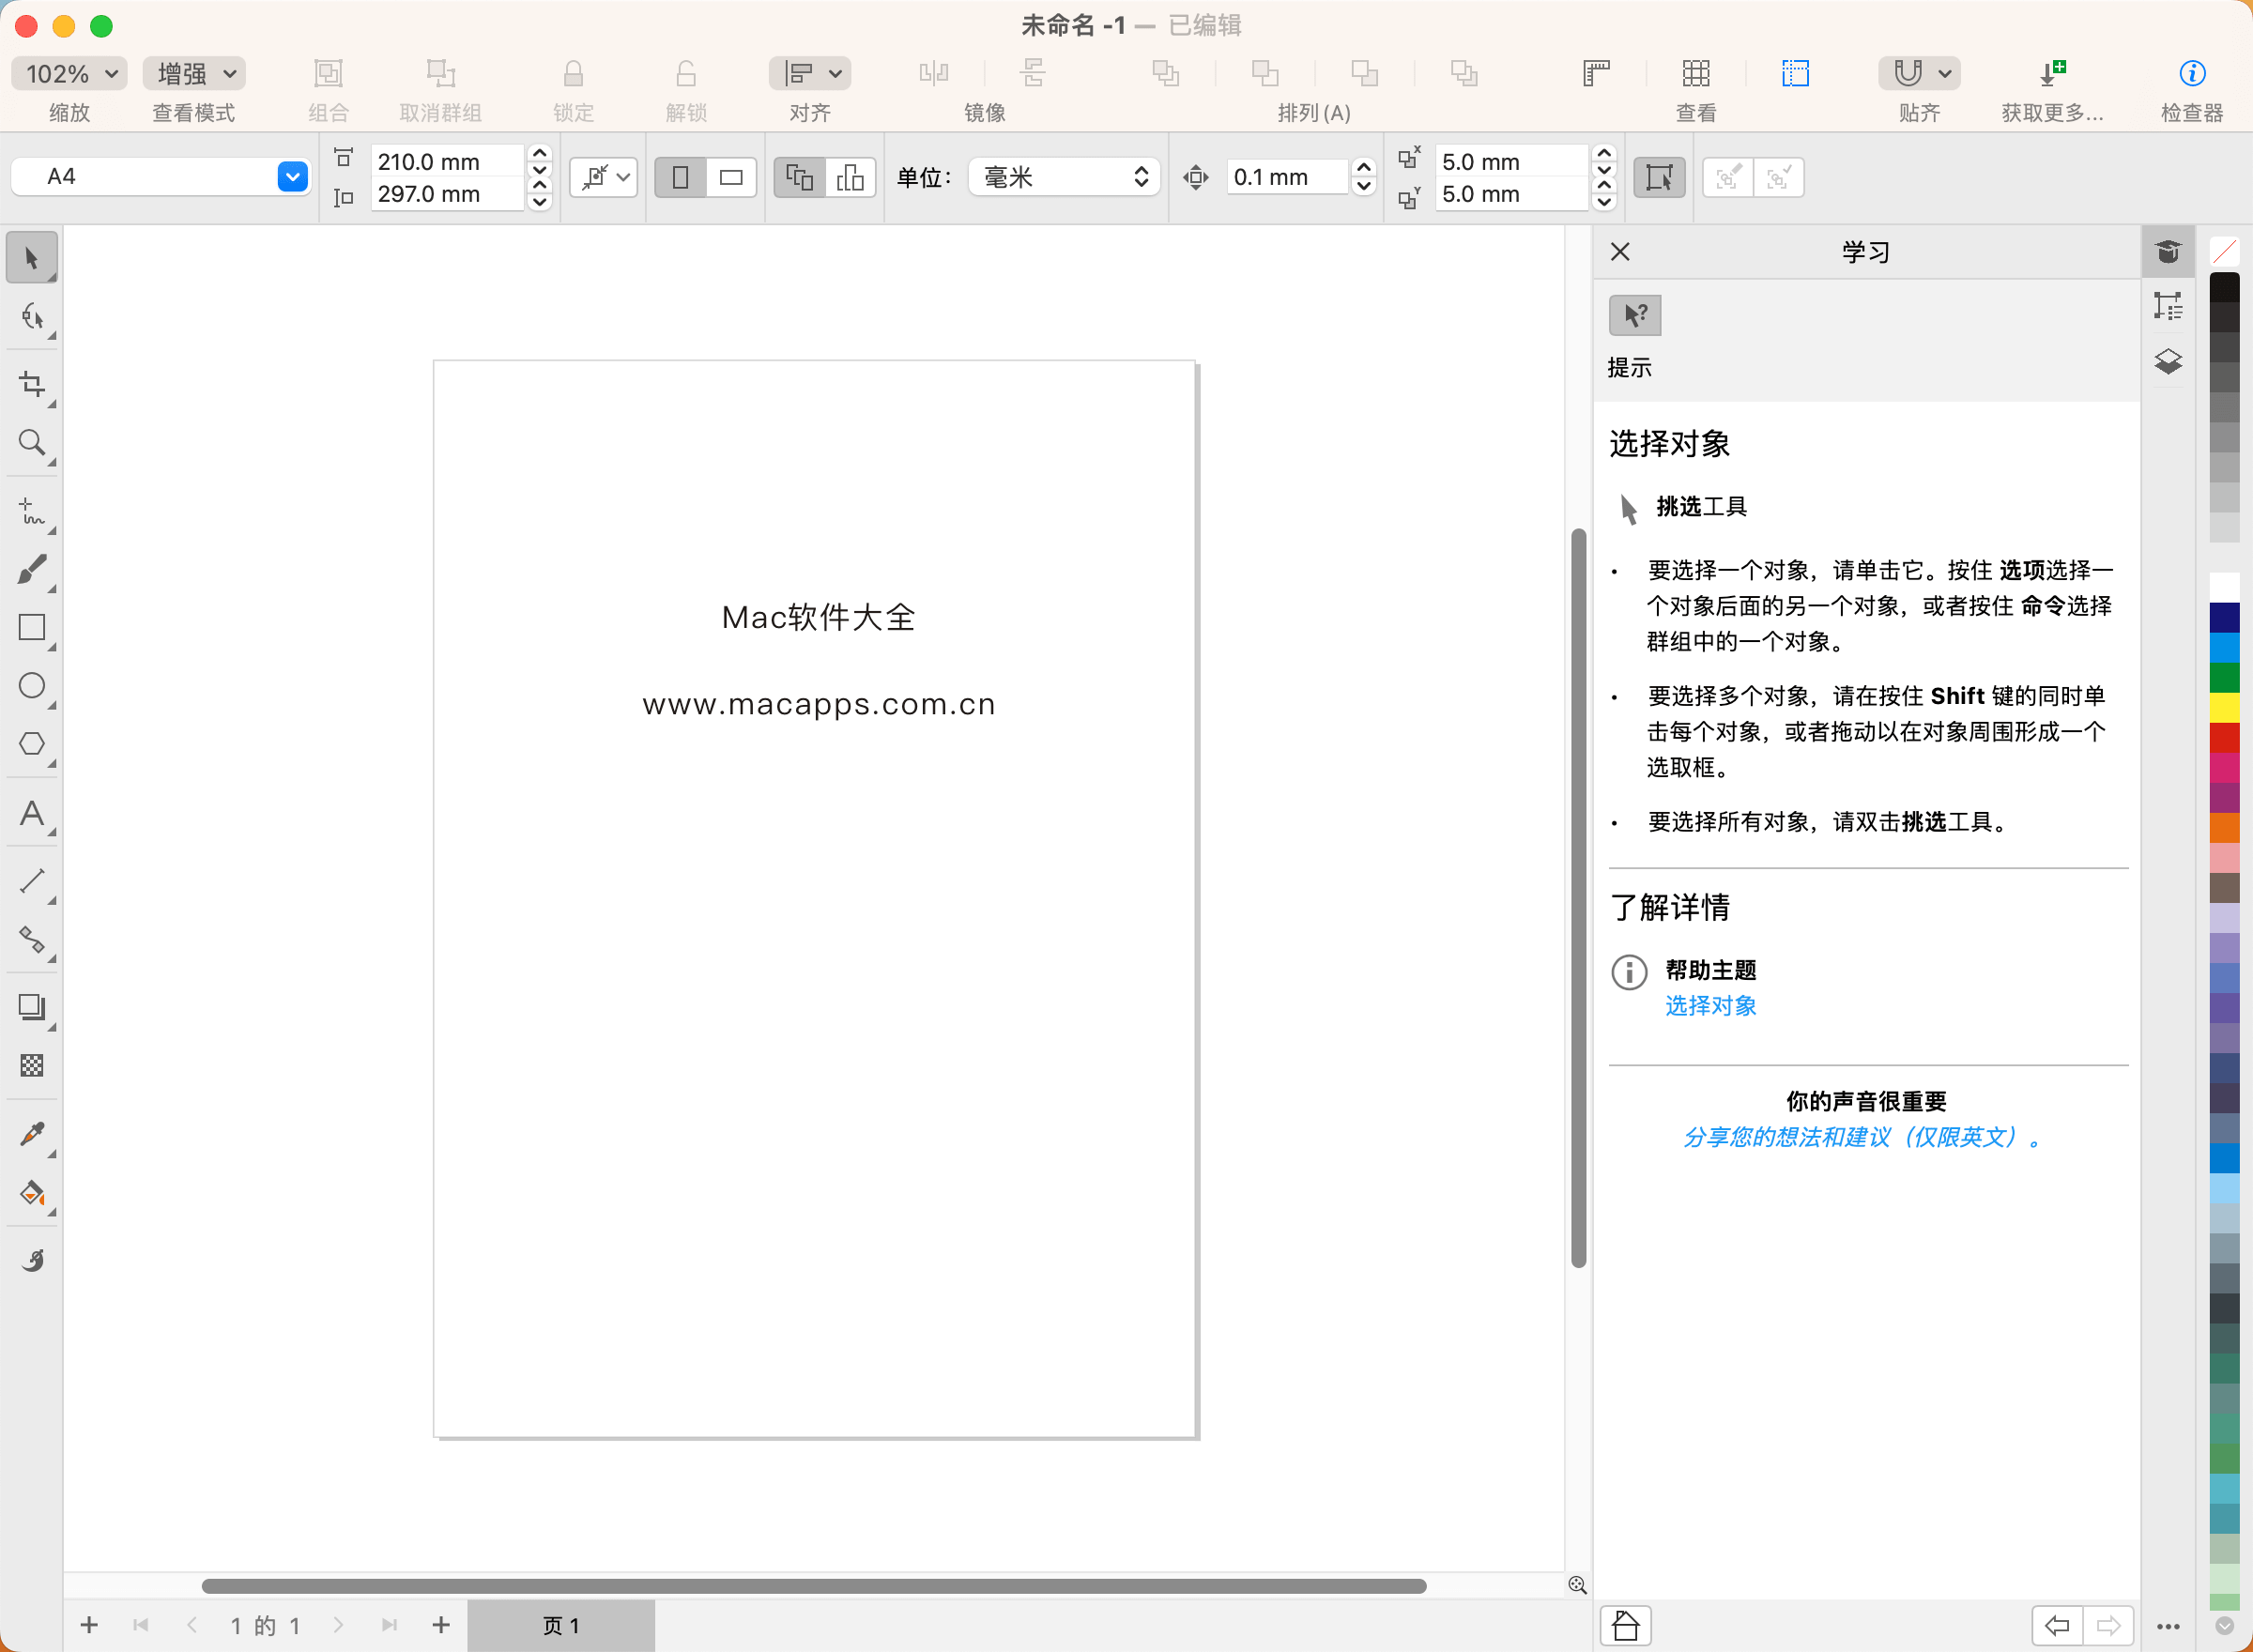 未命名 -1 — 已编辑
102% 增强
缩放 查看模式 组合 取消群组 锁定 解锁 对齐 镜像 排列(A) 查看 贴齐 获取更多... 检查器
A4 210.0 mm 单位: 毫米 0.1 mm 5.0 mm
297.0 mm 5.0 mm
学习
提示
选择对象
挑选工具
• 要选择一个对象，请单击它。按住 选项选择一
个对象后面的另一个对象，或者按住 命令选择
群组中的一个对象。
• 要选择多个对象，请在按住 Shift 键的同时单
击每个对象，或者拖动以在对象周围形成一个
选取框。
• 要选择所有对象，请双击挑选工具。
了解详情
帮助主题
选择对象
你的声音很重要
分享您的想法和建议（仅限英文）。
Mac软件大全
www.macapps.com.cn
1 的 1 页 1